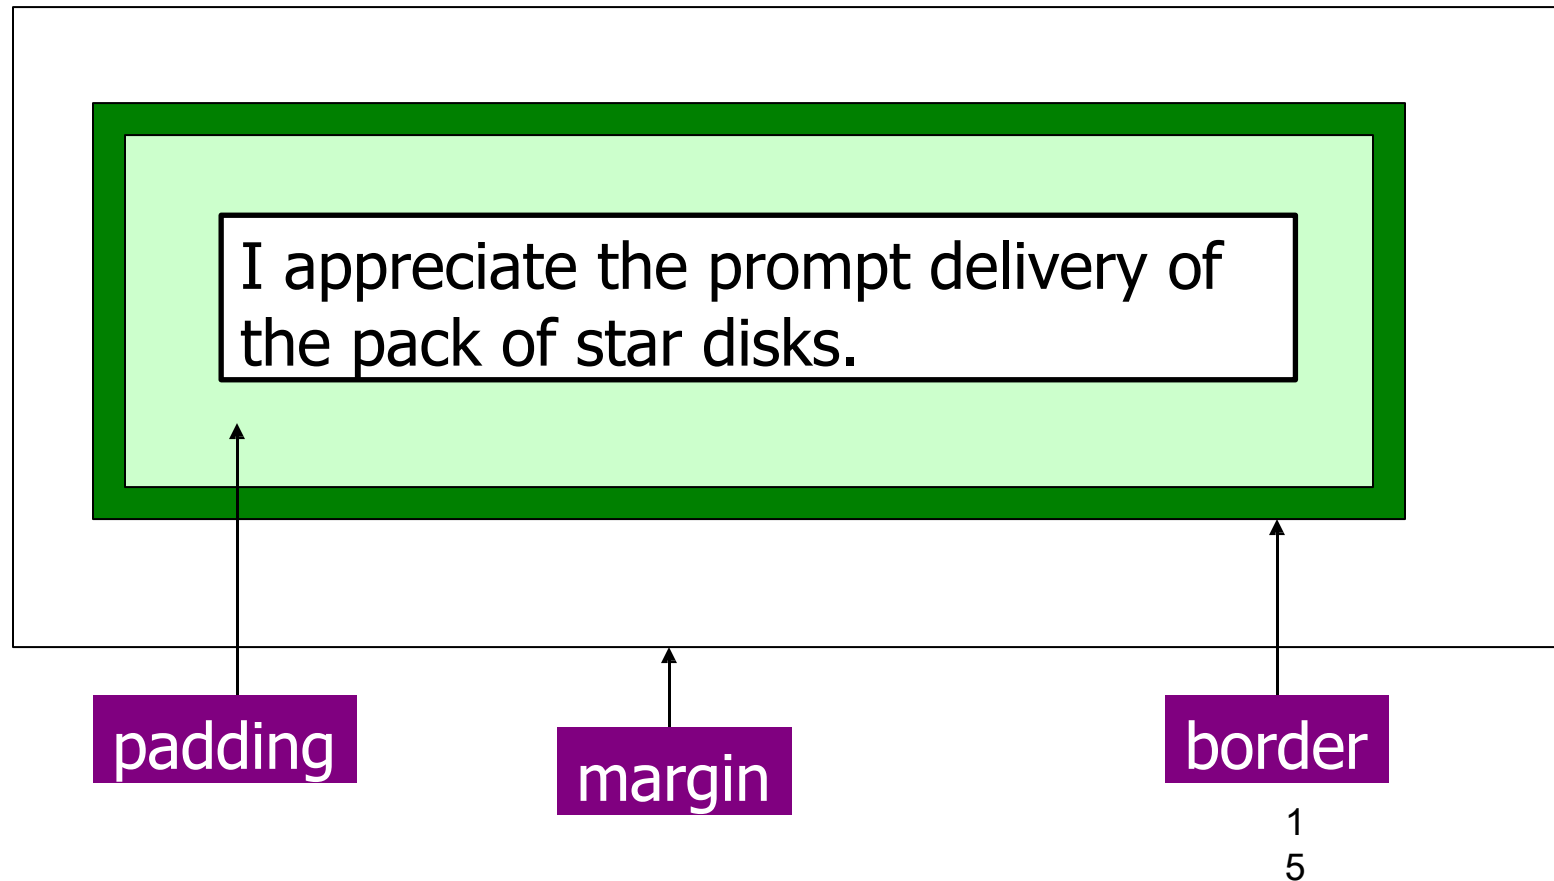 I appreciate the prompt delivery of
the pack of star disks.
padding
margin
border
1
5